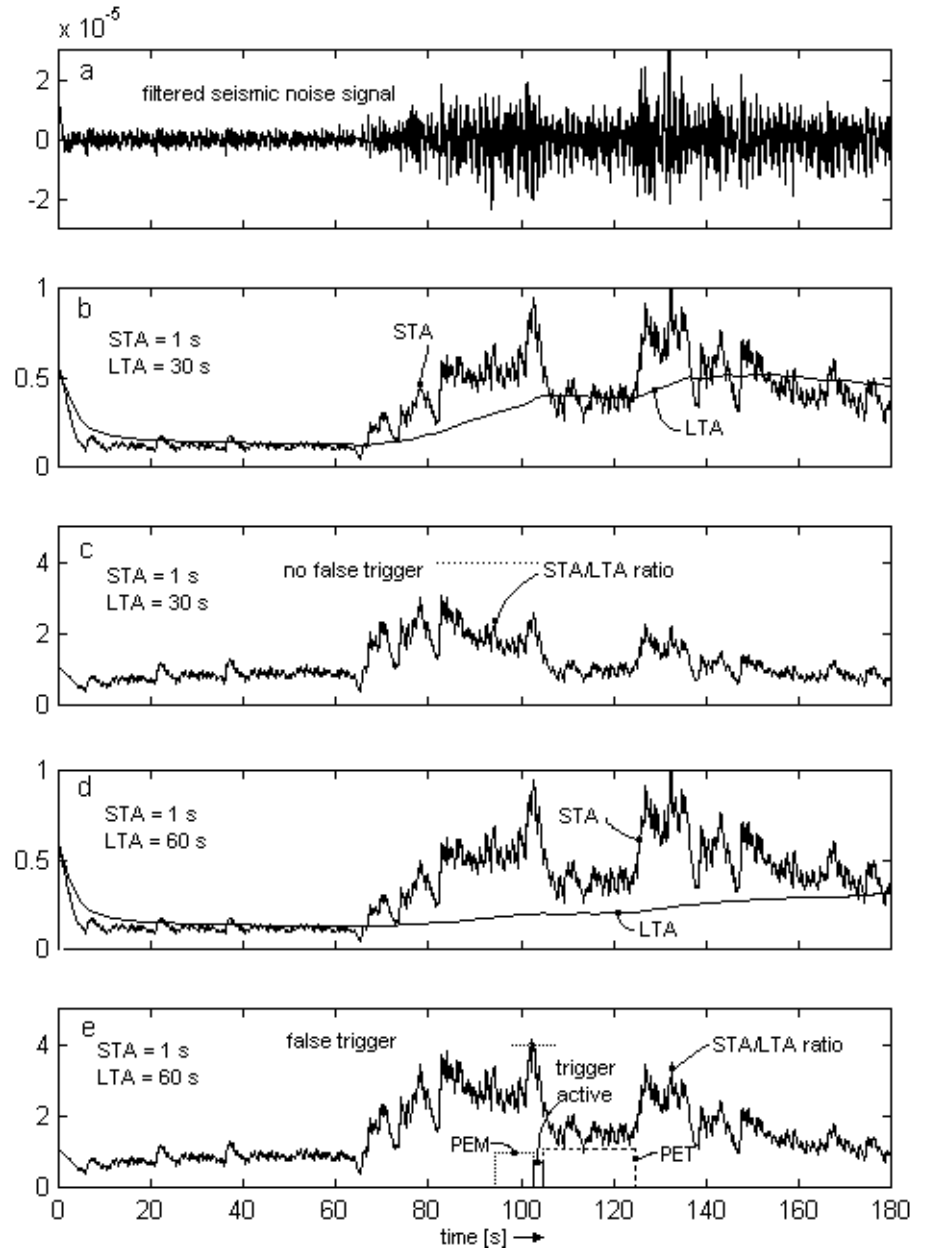 x 10-5
a
filtered seismic noise signal
2
0
-2
b
STA = 1 s
LTA = 30 s
STA
LTA
1
0.5
0
c
STA = 1 s
LTA = 30 s
no false trigger
STA/LTA ratio
4
2
0
d
STA = 1 s
LTA = 60 s
STA
LTA
1
0.5
0
e
STA = 1 s
LTA = 60 s
false trigger
STA/LTA ratio
trigger
active
PEM
PET
4
2
0
0 20 40 60 80 100 120 140 160 180
time [s]